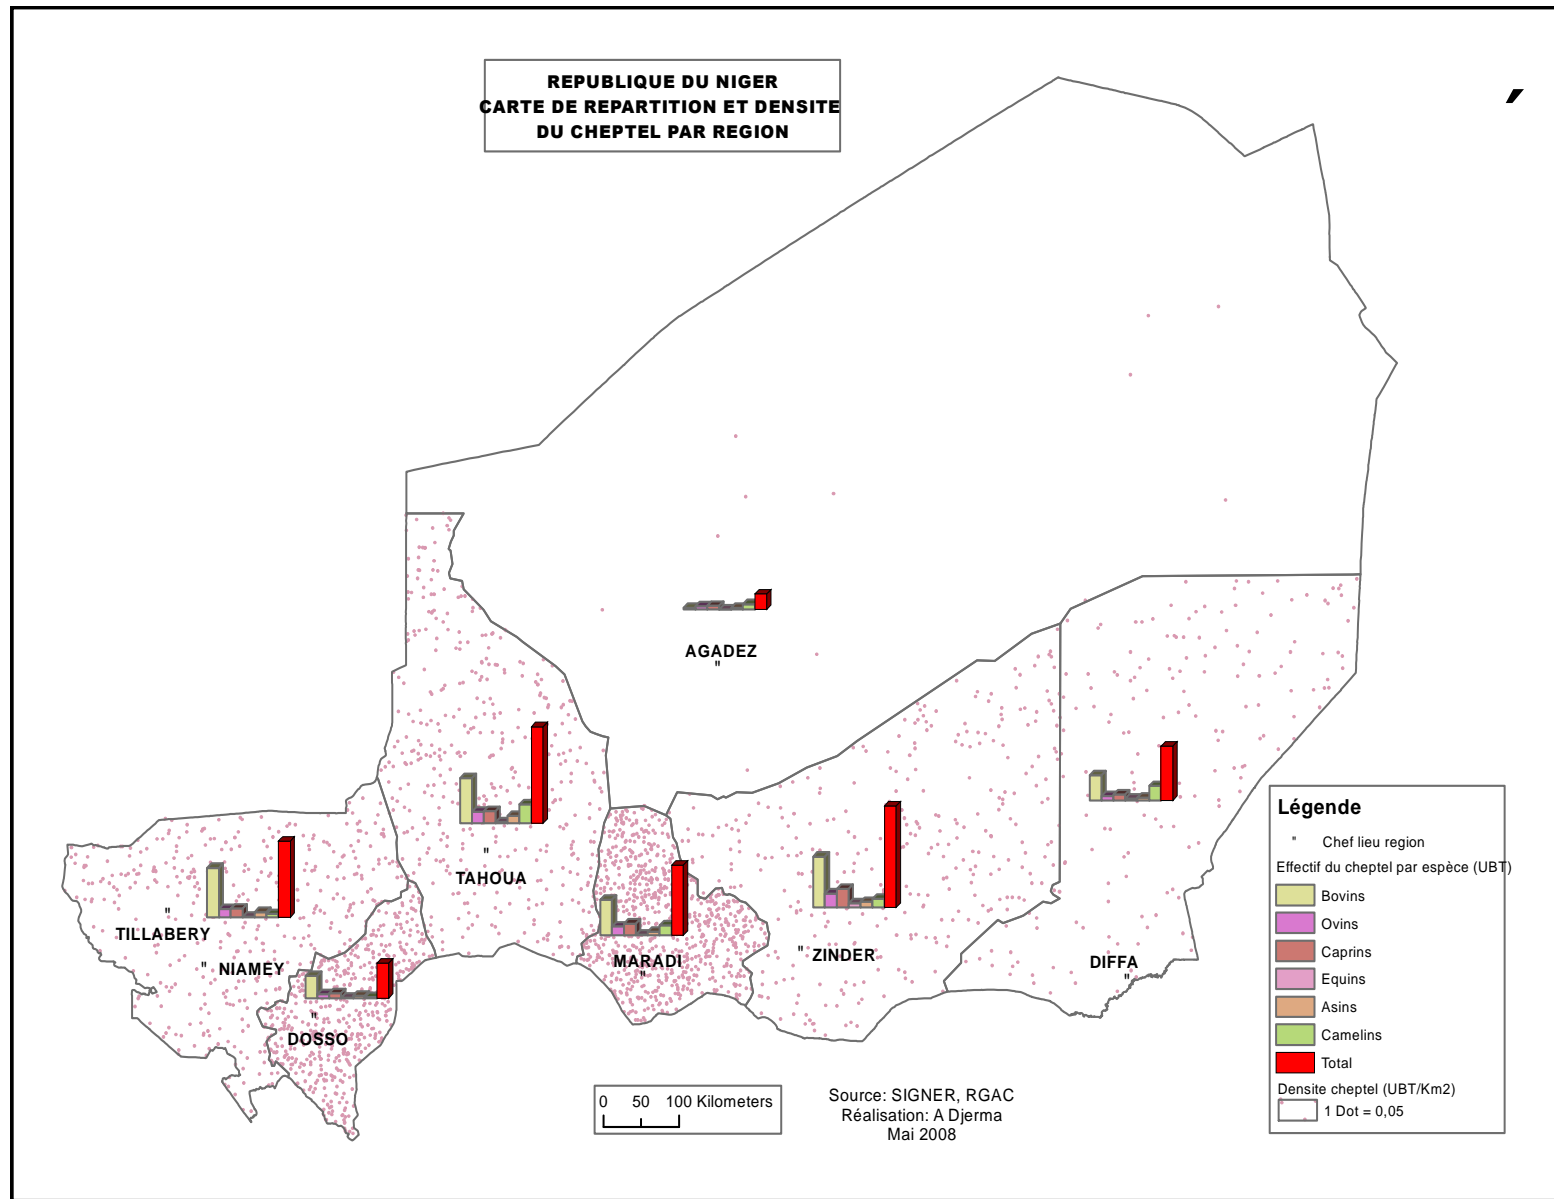 REPUBLIQUE DU NIGER
CARTE DE REPARTITION ET DENSITE
DU CHEPTEL PAR REGION
AGADEZ
"
"
TAHOUA
"
TILLABERY
" NIAMEY
"
DOSSO
MARADI
"
" ZINDER
DIFFA
"
Légende
" Chef lieu region
Effectif du cheptel par espèce (UBT)
Bovins
Ovins
Caprins
Equins
Asins
Camelins
Total
Densite cheptel (UBT/Km2)
1 Dot = 0,05
0 50 100 Kilometers
Source: SIGNER, RGAC
Réalisation: A Djerma
Mai 2008